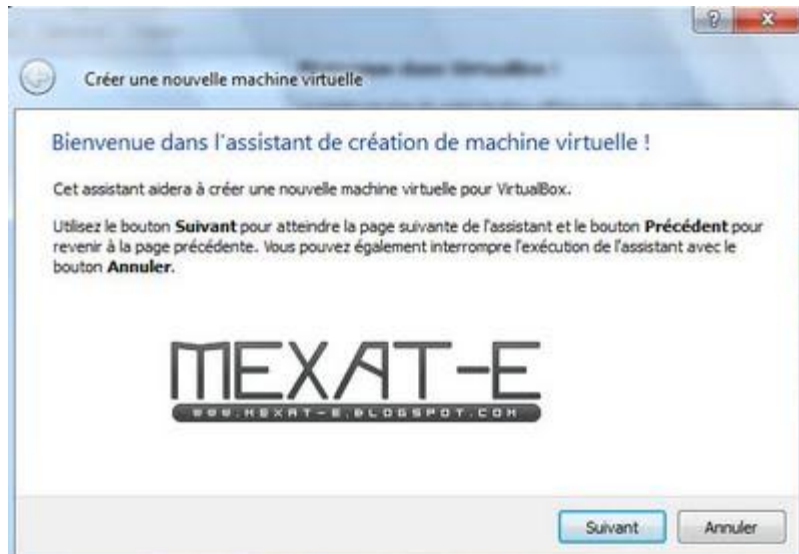 Créer une nouvelle machine virtuelle
Bienvenue dans l'assistant de création de machine virtuelle !
Cet assistant aidera à créer une nouvelle machine virtuelle pour VirtualBox.
Utilisez le bouton Suivant pour atteindre la page suivante de l'assistant et le bouton Précédent pour
revenir à la page précédente. Vous pouvez également interrompre l'exécution de l'assistant avec le
bouton Annuler.
MEXAT-E
WWW.MEXAT-E.BLOGSPOT.COM
Suivant
Annuler